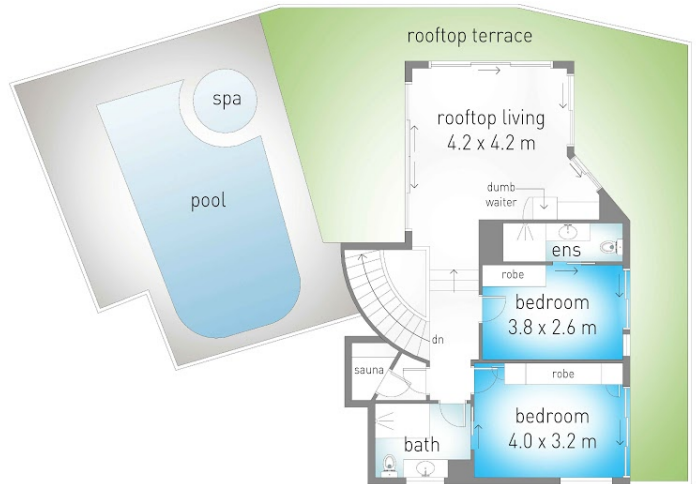 rooftop terrace
spa
rooftop living
4.2 x 4.2 m
pool
dumb
waiter
ens
robe
bedroom
3.8 x 2.6 m
dn
sauna
robe
bedroom
4.0 x 3.2 m
bath